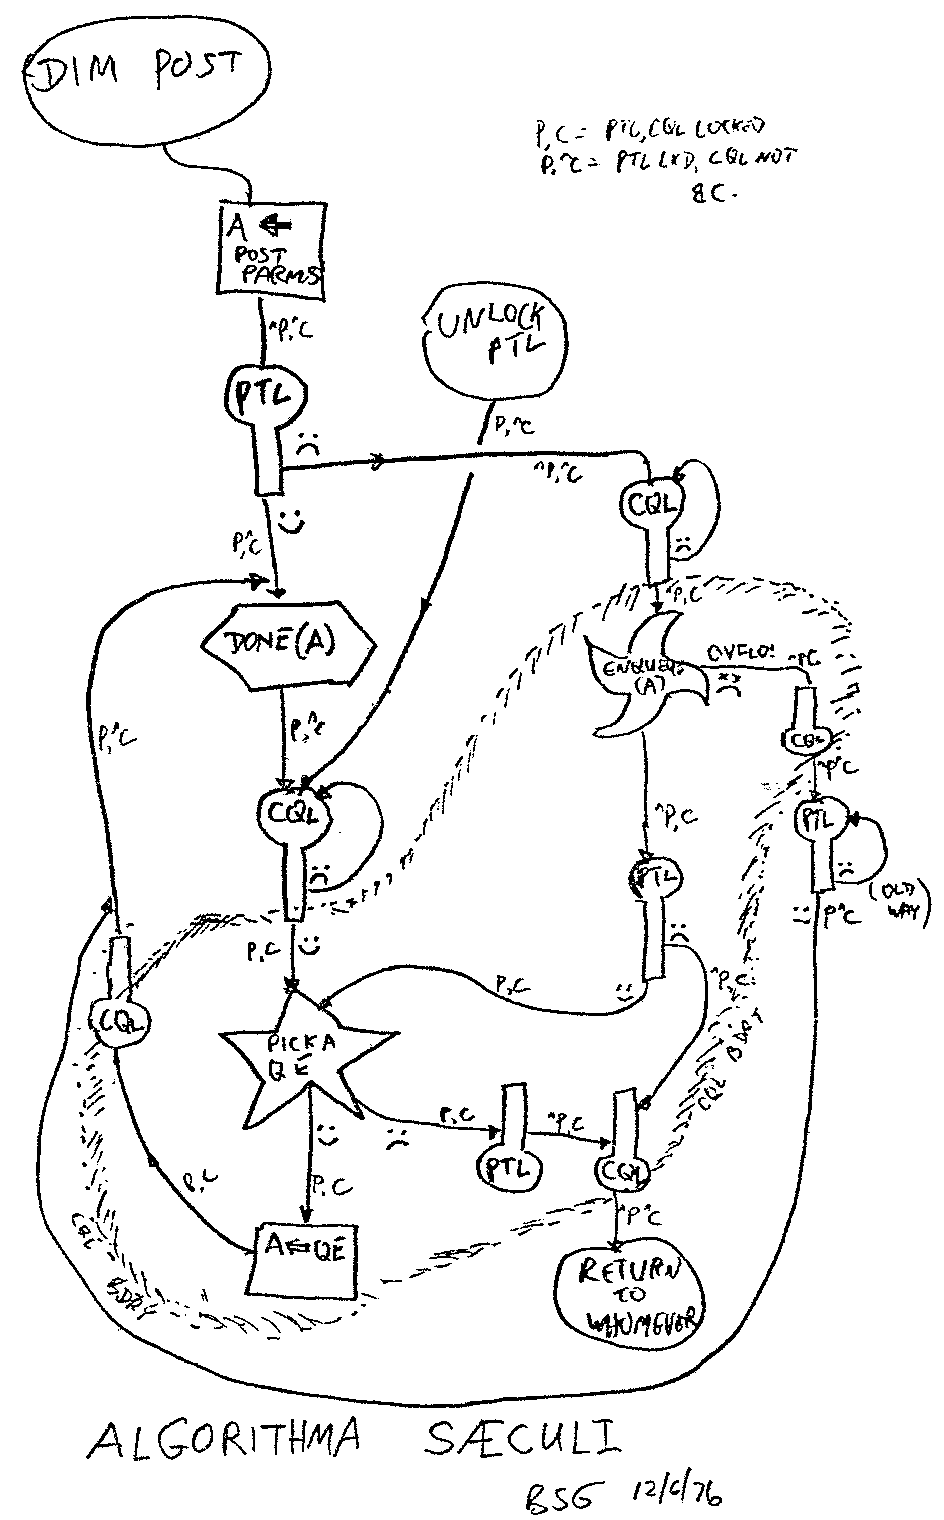 DIM POST
P,C = PTL,CQL LOCKED
P,^C = PTL LKD, CQL NOT
&C.
A ⇐
POST
PARMS
^P,^C
UNLOCK
PTL
PTL
P,^C
^P,^C
CQL
P,^C
^P,C
DONE(A)
OVFLO!
^P,C
ENQUEUE
(A)
P,^C
P,^C
CQL
^P,^C
CQL
^P,C
PTL
PTL
(OLD
WAY)
P,^C
P,C
P,C
^P,C
CQL
PICK A
QE
CQL BDRY
P,C
^P,C
PTL
CQL
P,C
P,C
^P,^C
A⇐QE
CQL
BDRY
RETURN
TO
WHOMEVER
ALGORITHMA SÆCULI
BSG 12/6/76